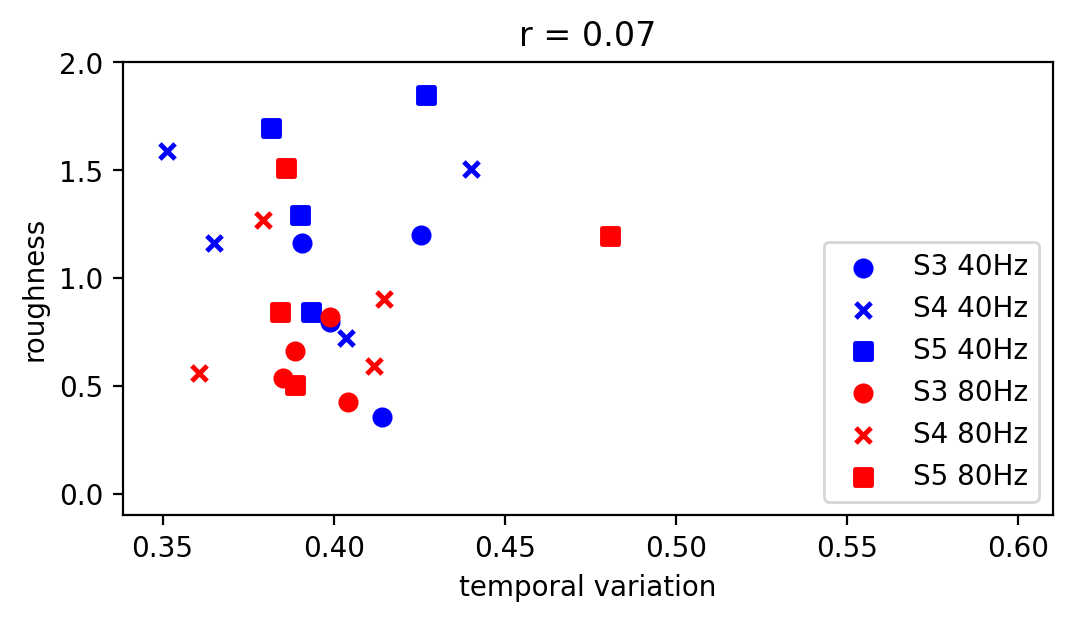 r = 0.07
2.0
1.5
1.0
0.5
0.0
roughness
0.35 0.40 0.45 0.50 0.55 0.60
temporal variation
S3 40Hz
S4 40Hz
S5 40Hz
S3 80Hz
S4 80Hz
S5 80Hz